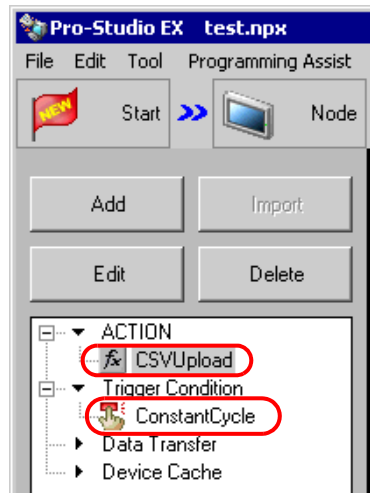 Pro-Studio EX test.npx
File Edit Tool Programming Assist
NEW Start >> Node
Add Import
Edit Delete
ACTION
fx CSVUpload
Trigger Condition
ConstantCycle
Data Transfer
Device Cache